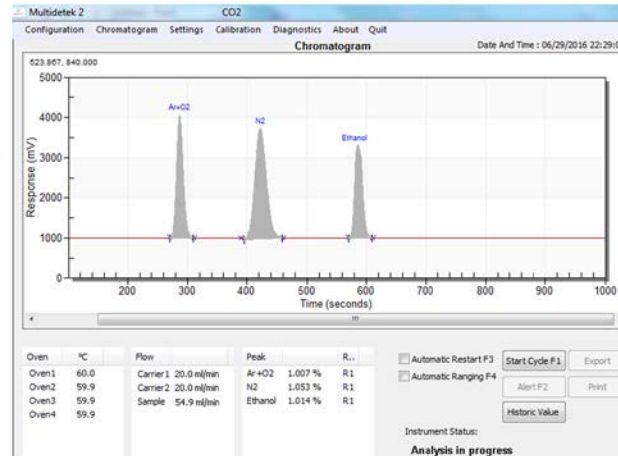 Multidetek 2 CO2
Configuration Chromatogram Settings Calibration Diagnostics About Quit
Chromatogram Date And Time : 06/29/2016 22:29:0
523.867, 840.000
5000
4000
3000
2000
1000
0
Response (mV)
Ar+O2
N2
Ethanol
200 300 400 500 600 700 800 900 1000
Time (seconds)
Oven °C
Oven1 60.0
Oven2 59.9
Oven3 59.9
Oven4 59.9
Flow
Carrier1 20.0 ml/min
Carrier2 20.0 ml/min
Sample 54.9 ml/min
Peak R..
Ar+O2 1.007 % R1
N2 1.053 % R1
Ethanol 1.014 % R1
Automatic Restart F3
Automatic Ranging F4
Start Cycle F1 Export
Alert F2 Print
Historic Value
Instrument Status:
Analysis in progress